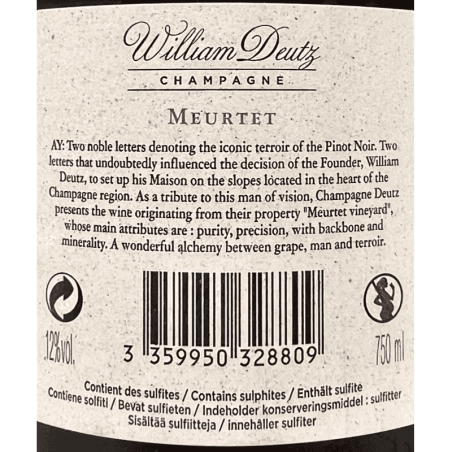 William Deutz
CHAMPAGNE
MEURTET
AY: Two noble letters denoting the iconic terroir of the Pinot Noir. Two
letters that undoubtedly influenced the decision of the Founder, William
Deutz, to set up his Maison on the slopes located in the heart of the
Champagne region. As a tribute to this man of vision, Champagne Deutz
presents the wine originating from their property "Meurtet vineyard",
whose main attributes are : purity, precision, with backbone and
minerality. A wonderful alchemy between grape, man and terroir.
12%vol.
3 359950 328809
750 ml
Contient des sulfites / Contains sulphites / Enthält sulfite
Contiene solfiti / Bevat sulfieten / Indeholder konserveringsmiddel : sulfitter
Sisältää sulfiitteja / innehåller sulfiter